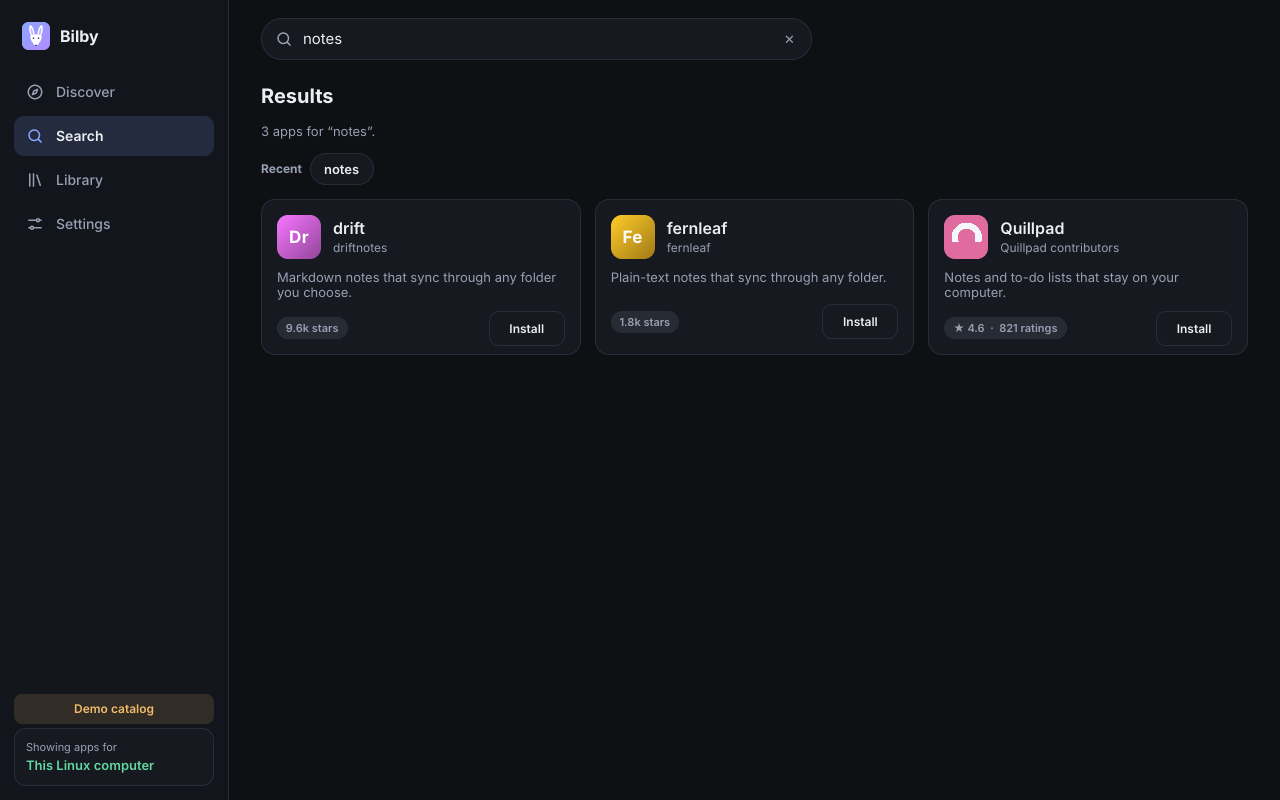 Bilby
Discover
Search
Library
Settings
Demo catalog
Showing apps for
This Linux computer
notes
Results
3 apps for “notes”.
Recent
notes
Dr
drift
driftnotes
Markdown notes that sync through any folder
you choose.
9.6k stars
Install
Fe
fernleaf
fernleaf
Plain-text notes that sync through any folder.
1.8k stars
Install
Quillpad
Quillpad contributors
Notes and to-do lists that stay on your
computer.
★ 4.6 · 821 ratings
Install